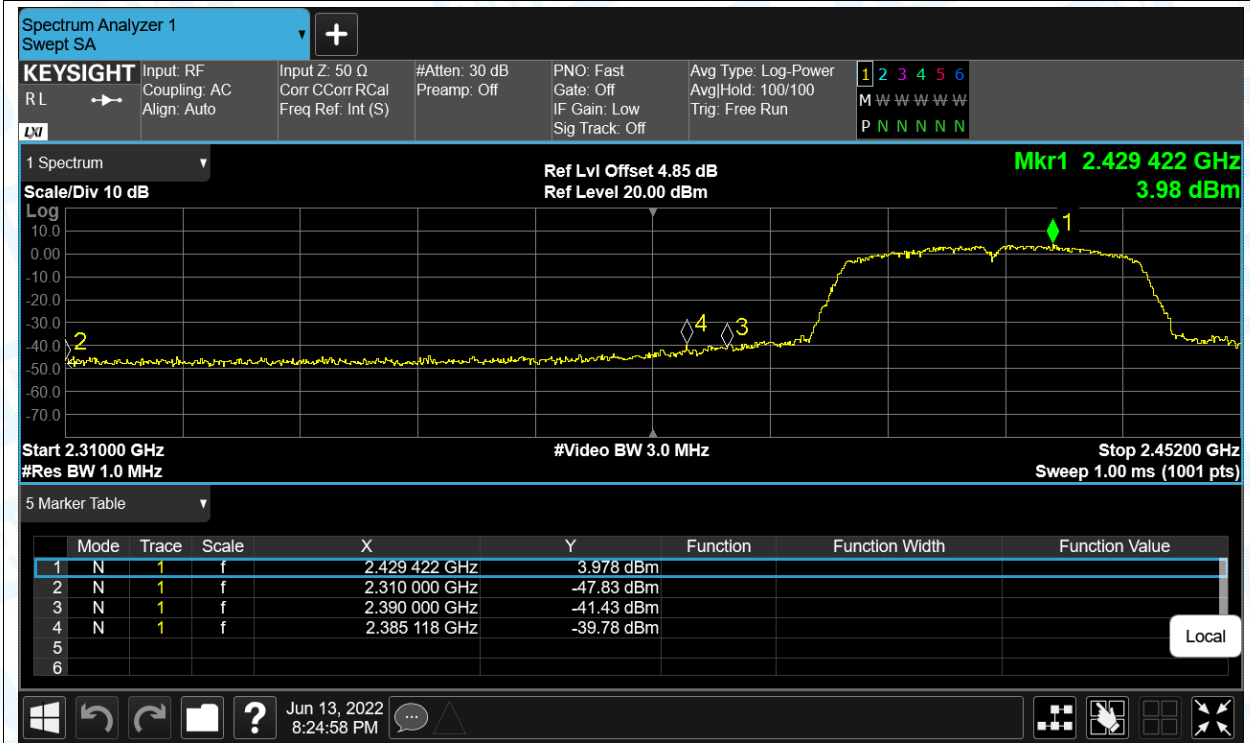 Spectrum Analyzer 1
Swept SA
KEYSIGHT
R L
LXI
Input: RF
Coupling: AC
Align: Auto
Input Z: 50 Ω
Corr CCorr RCal
Freq Ref: Int (S)
#Atten: 30 dB
Preamp: Off
PNO: Fast
Gate: Off
IF Gain: Low
Sig Track: Off
Avg Type: Log-Power
Avg|Hold: 100/100
Trig: Free Run
1 2 3 4 5 6
M W W W W W
P N N N N N
1 Spectrum
Scale/Div 10 dB
Ref Lvl Offset 4.85 dB
Ref Level 20.00 dBm
Mkr1 2.429 422 GHz
3.98 dBm
Log
10.0
0.00
-10.0
-20.0
-30.0
-40.0
-50.0
-60.0
-70.0
1
2
4
3
Start 2.31000 GHz
#Res BW 1.0 MHz
#Video BW 3.0 MHz
Stop 2.45200 GHz
Sweep 1.00 ms (1001 pts)
5 Marker Table
Mode Trace Scale X Y Function Function Width Function Value
1 N 1 f 2.429 422 GHz 3.978 dBm
2 N 1 f 2.310 000 GHz -47.83 dBm
3 N 1 f 2.390 000 GHz -41.43 dBm
4 N 1 f 2.385 118 GHz -39.78 dBm
5
6
Local
?
Jun 13, 2022
8:24:58 PM